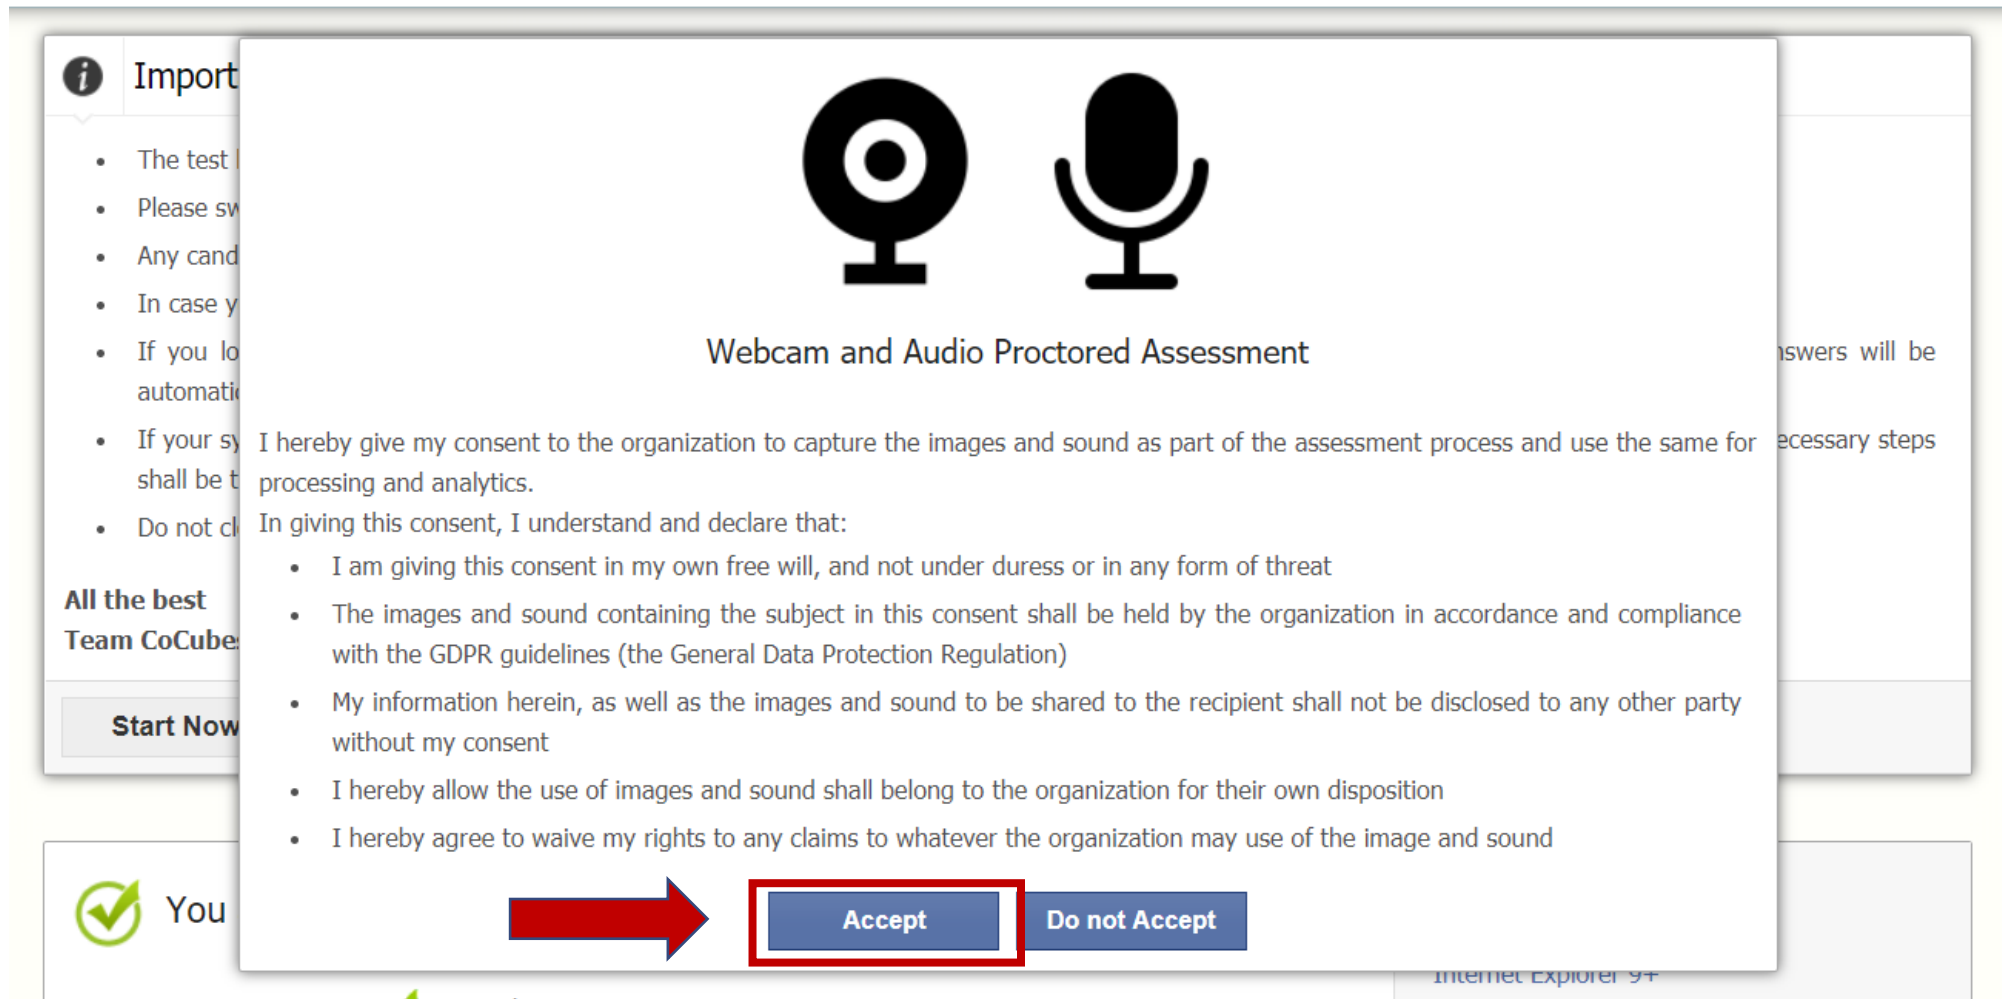 Import
The test
Please sw
Any cand
In case y
If you lo
automatic
If your sy
shall be t
Do not cl
All the best
Team CoCubes
Start Now
Webcam and Audio Proctored Assessment
I hereby give my consent to the organization to capture the images and sound as part of the assessment process and use the same for
processing and analytics.
In giving this consent, I understand and declare that:
I am giving this consent in my own free will, and not under duress or in any form of threat
The images and sound containing the subject in this consent shall be held by the organization in accordance and compliance
with the GDPR guidelines (the General Data Protection Regulation)
My information herein, as well as the images and sound to be shared to the recipient shall not be disclosed to any other party
without my consent
I hereby allow the use of images and sound shall belong to the organization for their own disposition
I hereby agree to waive my rights to any claims to whatever the organization may use of the image and sound
Accept
Do not Accept
swers will be
ecessary steps
You
Internet Explorer 9+